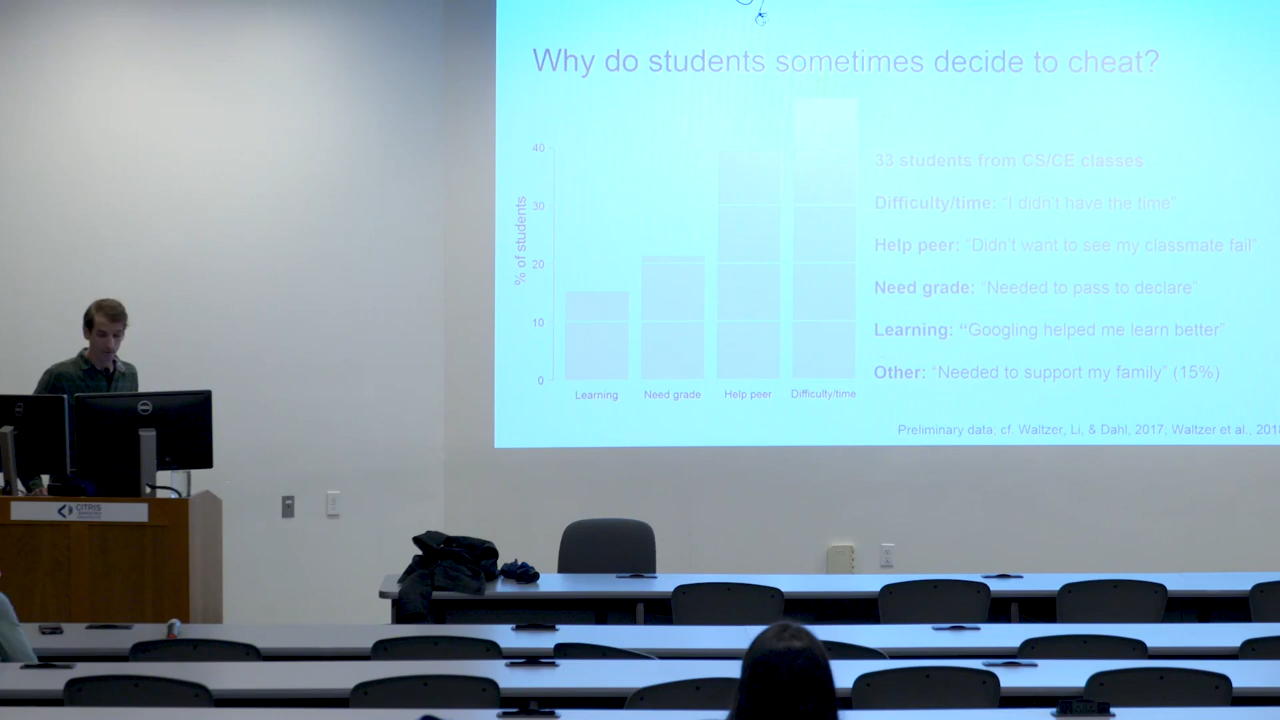 Why do students sometimes decide to cheat?
% of students
40
30
20
10
0
Learning
Need grade
Help peer
Difficulty/time
33 students from CS/CE classes
Difficulty/time: "I didn't have the time"
Help peer: "Didn't want to see my classmate fail"
Need grade: "Needed to pass to declare"
Learning: "Googling helped me learn better"
Other: "Needed to support my family" (15%)
Preliminary data; cf. Waltzer, Li, & Dahl, 2017; Waltzer et al., 2018
DELL
CITRIS